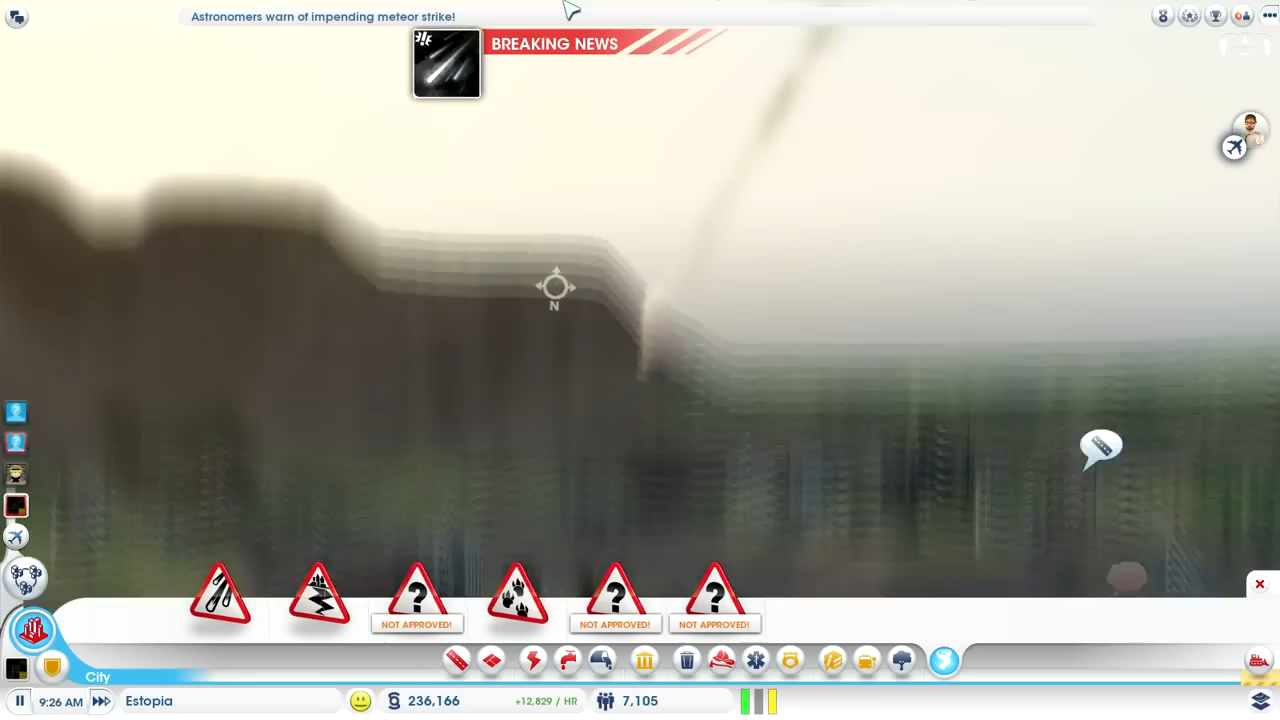 Astronomers warn of impending meteor strike!
BREAKING NEWS
N
?
?
?
NOT APPROVED!
NOT APPROVED!
NOT APPROVED!
City
9:26 AM
Estopia
236,166
+12,829 / HR
7,105